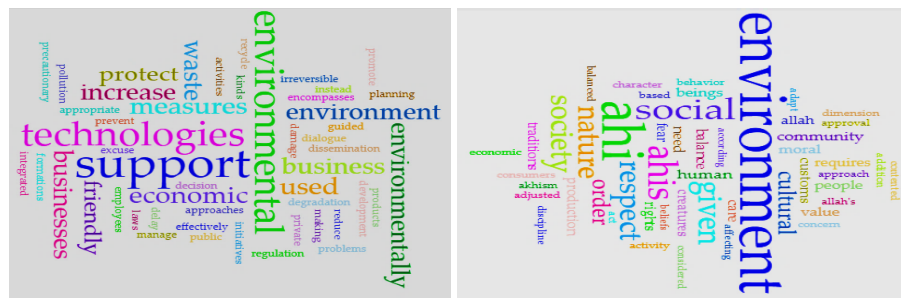 precautionary
pollution
protect
increase
appropriate
measures
prevent
waste
activities
recycle
kinds
environmental
irreversible
instead
encompasses
promote
planning
environment
guided
damage
dialogue
dissemination
technologies
excuse
support
business
used
environmentally
integrated
formations
businesses
friendly
economic
decision
degradation
development
products
employees
laws
delay
approaches
manage
effectively
public
initiatives
private
making
reduce
problems
regulation
environment
balanced
character
behavior
based
beings
adapt
dimension
allah
approval
social
community
moral
society
nature
ahi
fear
need
according
balance
traditions
economic
ahis
requires
approach
addition
contented
customs
people
allah's
human
cultural
value
concern
consumers
akhism
adjusted
production
order
respect
act
rights
beliefs
creatures
given
care
affecting
discipline
activity
considered